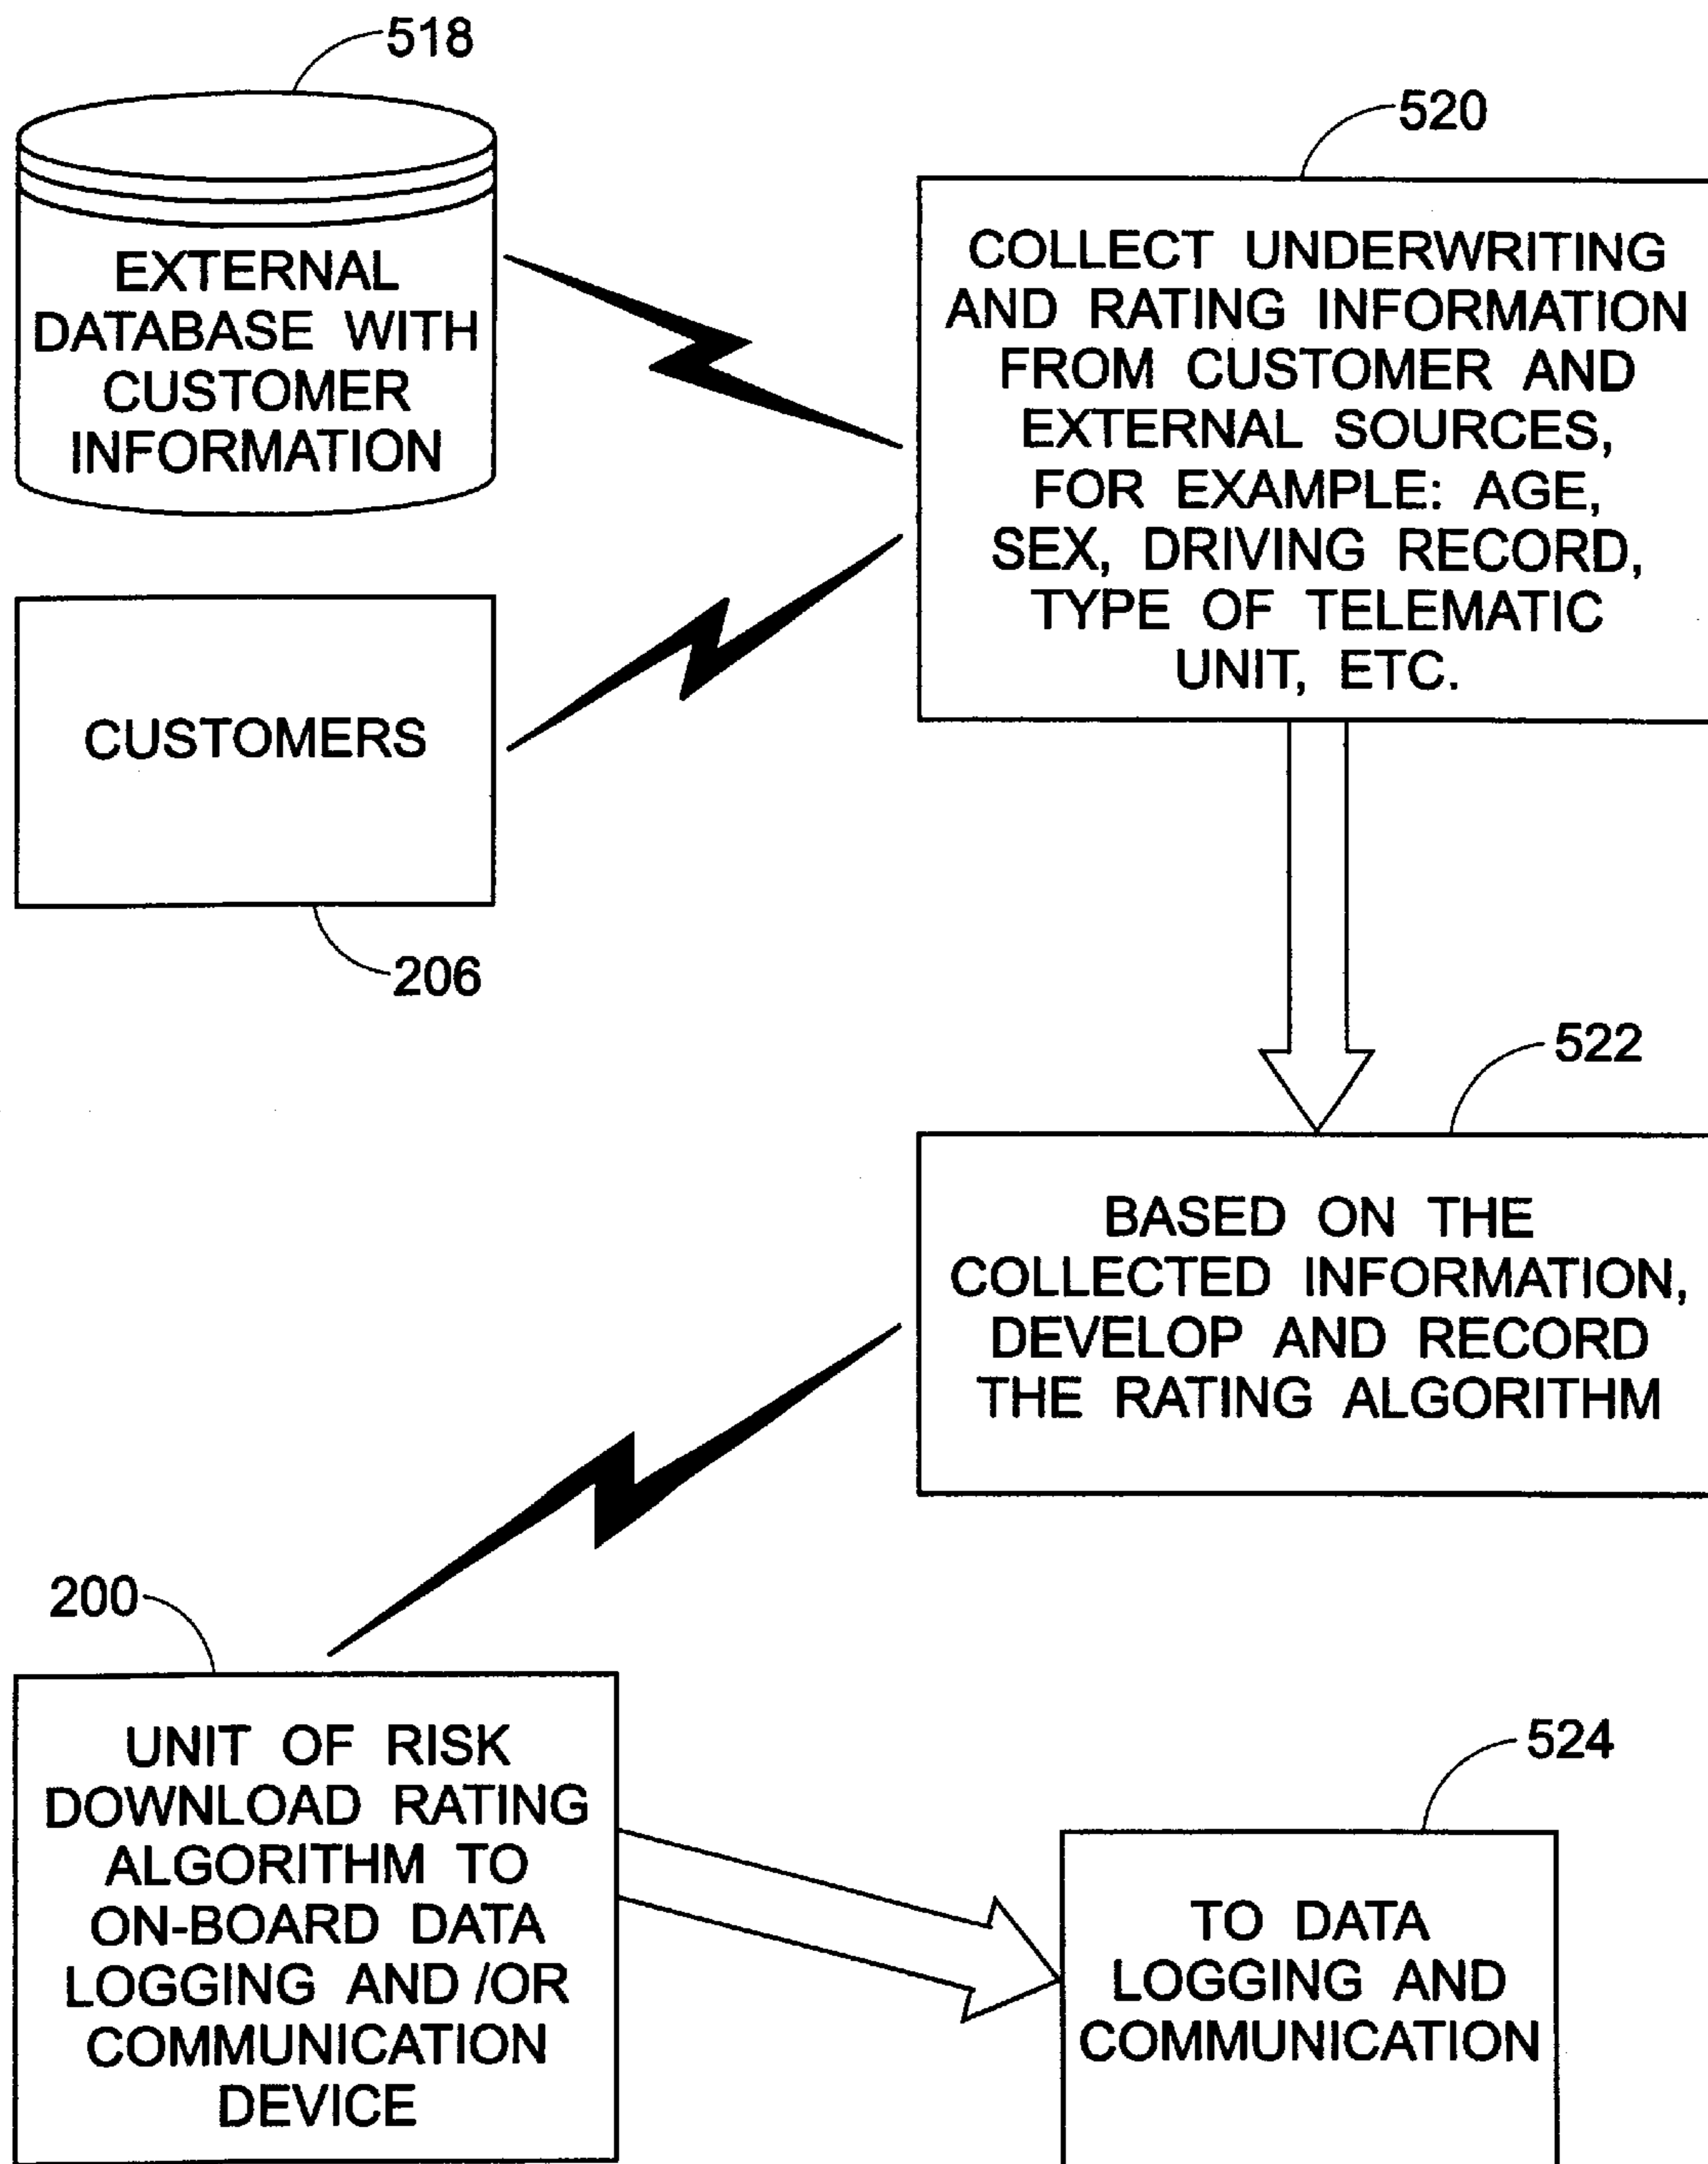 518
EXTERNAL
DATABASE WITH
CUSTOMER
INFORMATION
520
COLLECT UNDERWRITING
AND RATING INFORMATION
FROM CUSTOMER AND
EXTERNAL SOURCES,
FOR EXAMPLE: AGE,
SEX, DRIVING RECORD,
TYPE OF TELEMATIC
UNIT, ETC.
CUSTOMERS
206
522
BASED ON THE
COLLECTED INFORMATION,
DEVELOP AND RECORD
THE RATING ALGORITHM
200
UNIT OF RISK
DOWNLOAD RATING
ALGORITHM TO
ON-BOARD DATA
LOGGING AND /OR
COMMUNICATION
DEVICE
524
TO DATA
LOGGING AND
COMMUNICATION